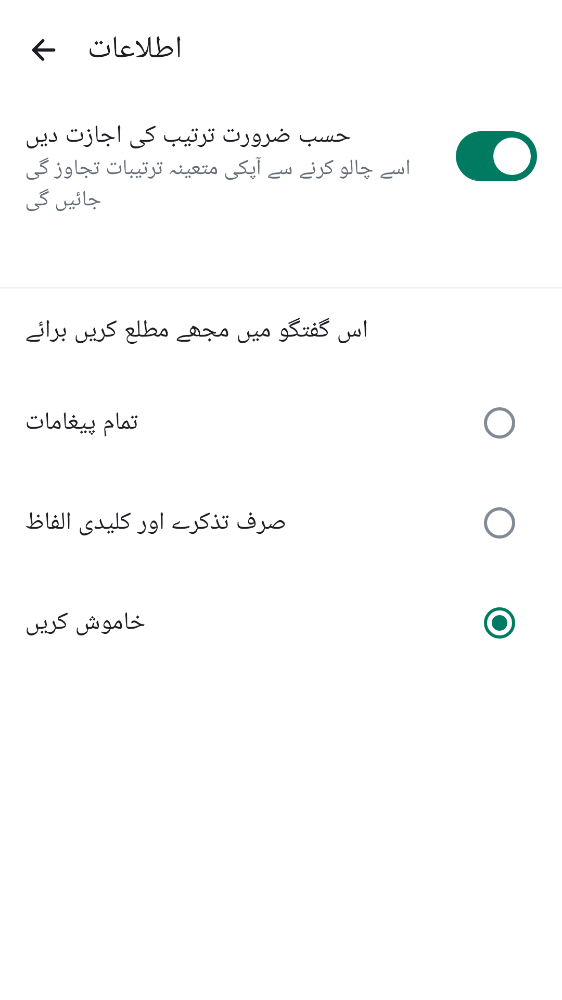 اطلاعات
حسب ضرورت ترتیب کی اجازت دیں
اسے چالو کرنے سے آپکی متعینہ ترتیبات تجاوز گی
جائیں گی
اس گفتگو میں مجھے مطلع کریں برائے
تمام پیغامات
صرف تذکرے اور کلیدی الفاظ
خاموش کریں